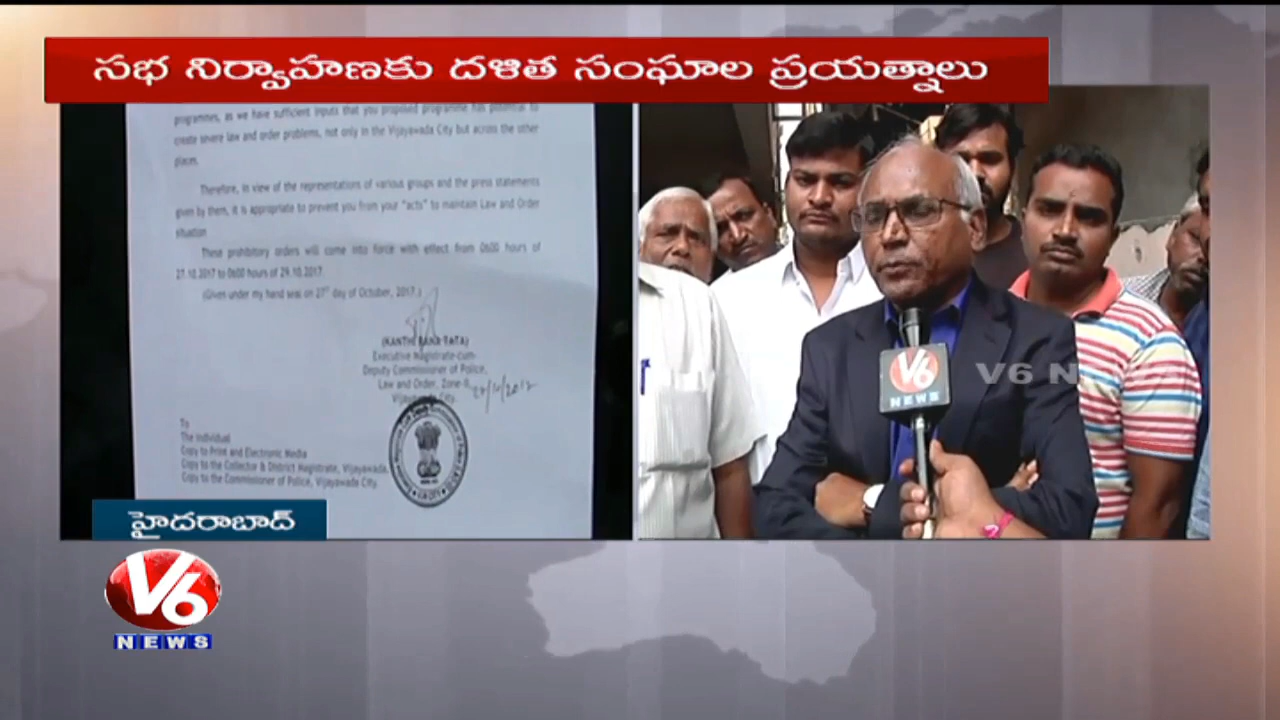 సభ నిర్వాహణకు దళిత సంఘాల ప్రయత్నాలు
programmes, as we have sufficient inputs that you proposed programme has potential to
create severe law and order problems, not only in the Vijayawada City but across the other
places.
Therefore, in view of the representations of various groups and the press statements
given by them, it is appropriate to prevent you from your "acts" to maintain Law and Order
situation
These prohibitory orders will come into force with effect from 0600 hours of
27.10.2017 to 0600 hours of 29.10.2017.
(Given under my hand seal on 27th day of October, 2017.)
(KANTHI RANA TATA)
Executive Magistrate-cum-
Deputy Commissioner of Police,
Law and Order, Zone-II,
Vijayawada City.
To
The Individual
Copy to Print and Electronic Media
Copy to the Collector & District Magistrate, Vijayawada
Copy to the Commissioner of Police, Vijayawada City.
హైదరాబాద్
V6
NEWS
V6
NEWS
V6 NEWS